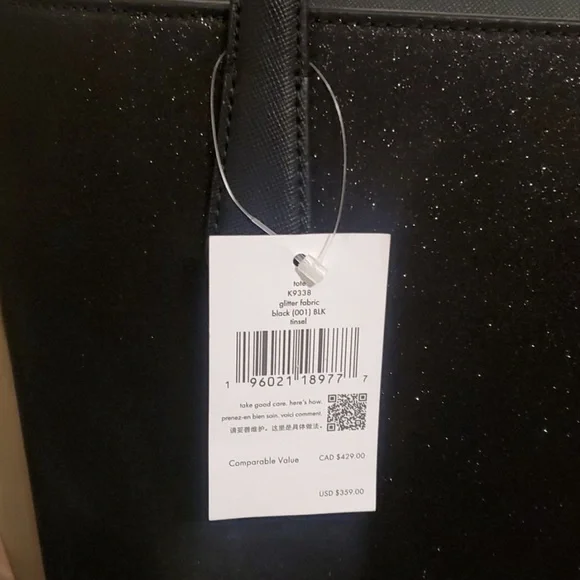 tote
K9338
glitter fabric
black (001) BLK
tinsel
1 96021 18977 7
take good care. here's how.
prenez-en bien soin. voici comment.
请妥善维护。这里是具体做法。
Comparable Value CAD $429.00
USD $359.00